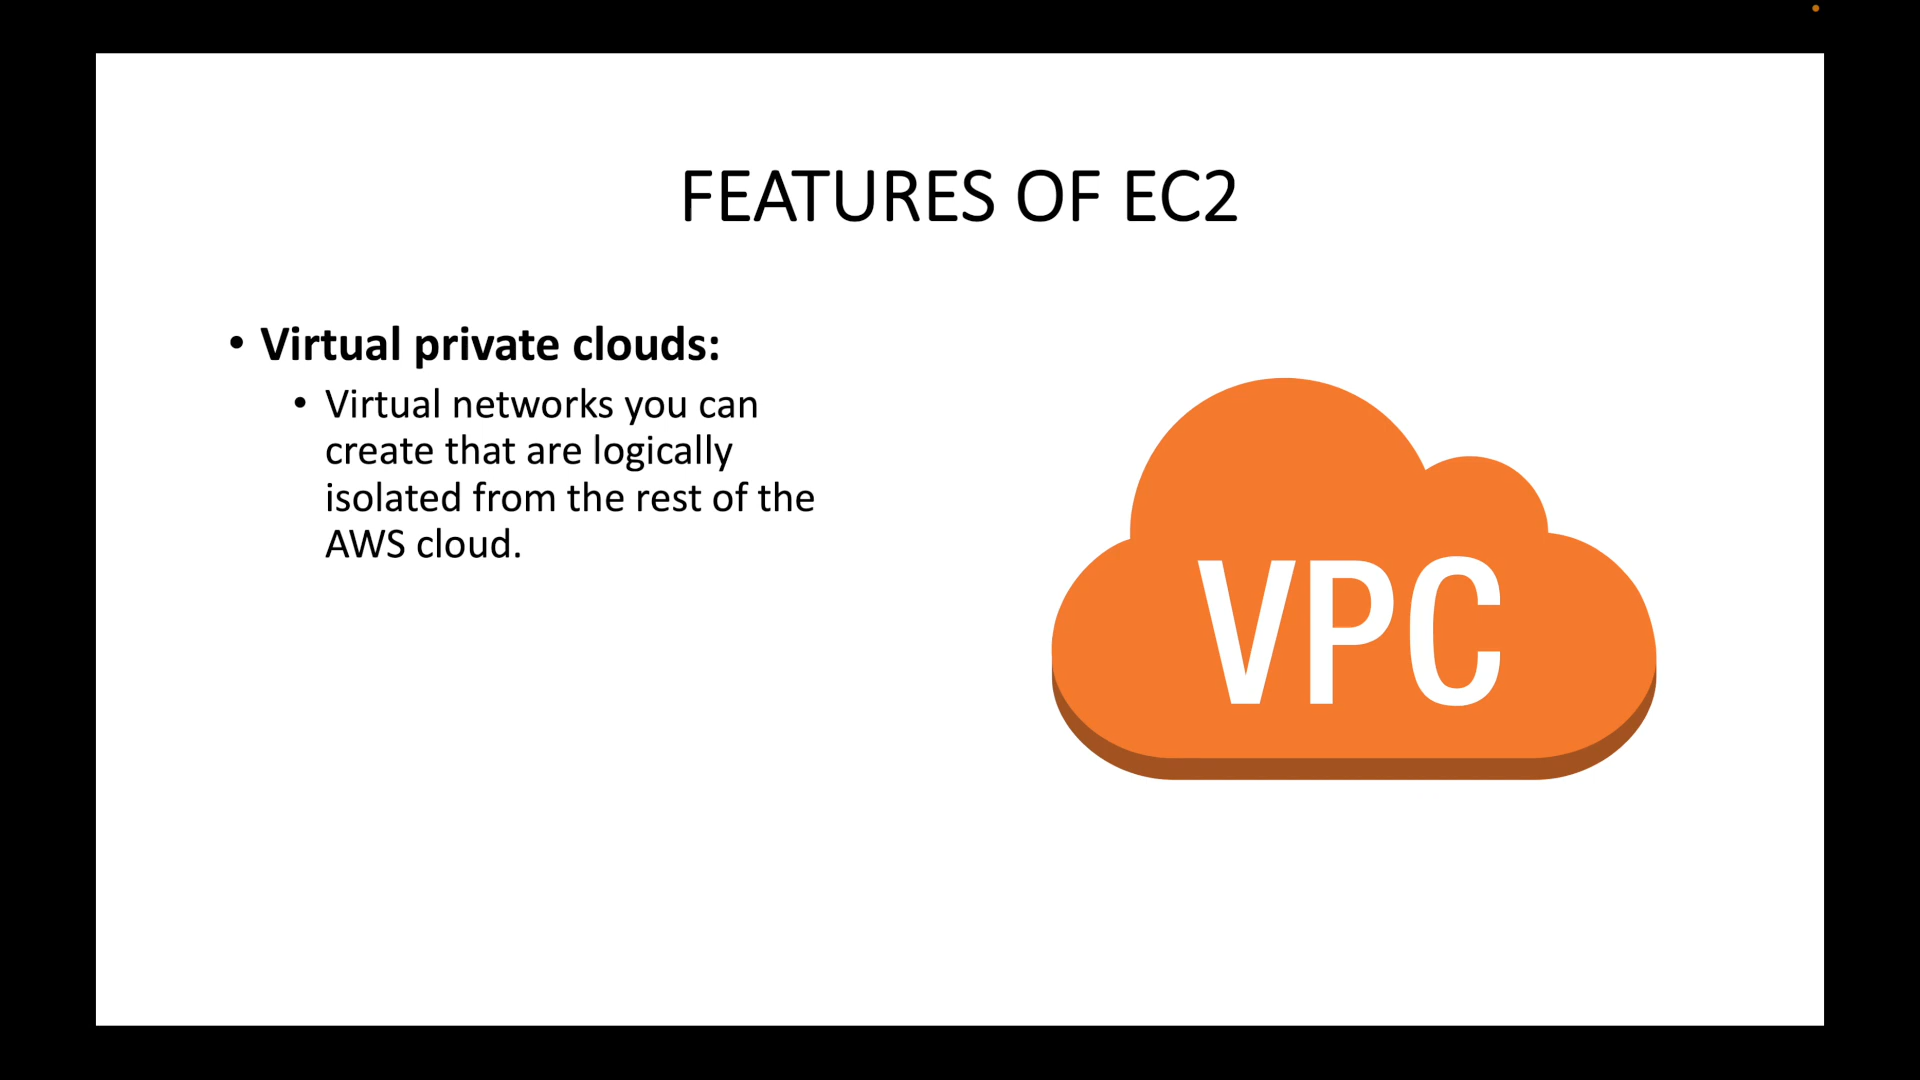 FEATURES OF EC2
• Virtual private clouds:
• Virtual networks you can
create that are logically
isolated from the rest of the
AWS cloud.
VPC